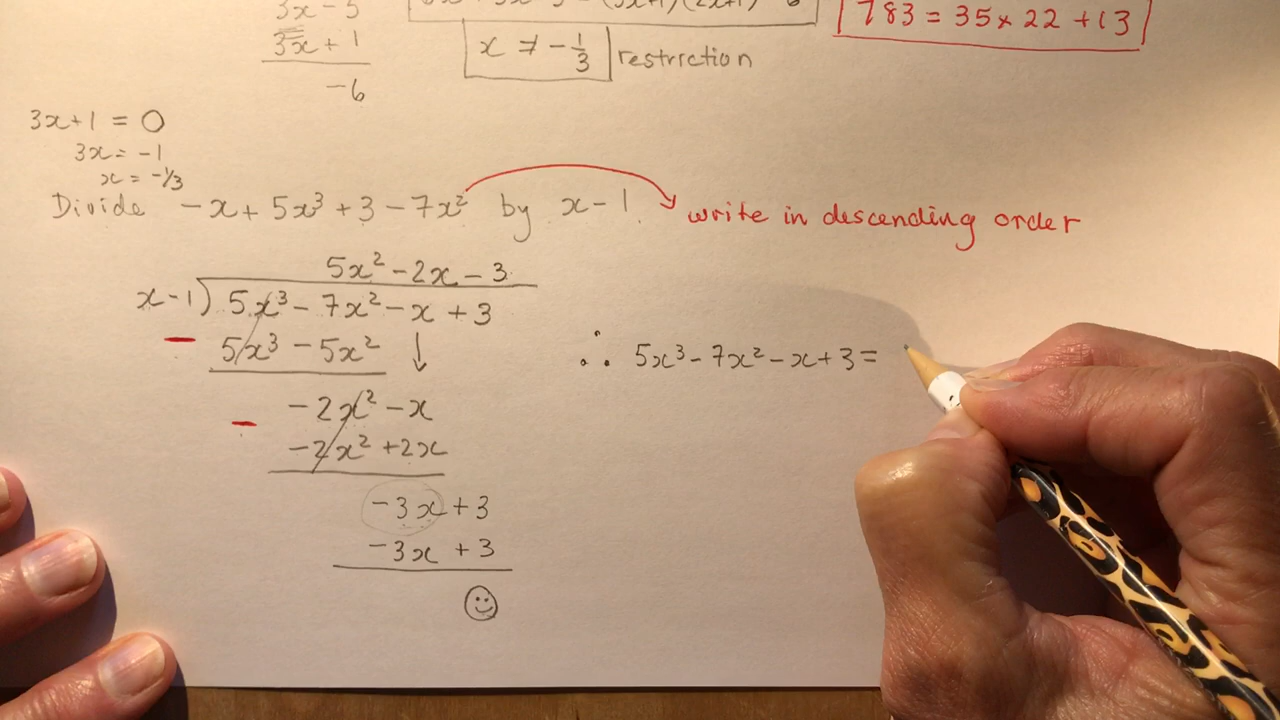 3x - 5
3x + 1
-6
x ≠ -1/3 restriction
783 = 35 x 22 + 13
3x+1 = 0
3x = -1
x = -1/3
Divide -x + 5x³ + 3 - 7x² by x - 1.
write in descending order
5x² - 2x - 3
x - 1 ) 5x³ - 7x² - x + 3
- 5x³ - 5x² ↓
-2x² - x
- -2x² + 2x
-3x + 3
-3x + 3
∴ 5x³ - 7x² - x + 3 =